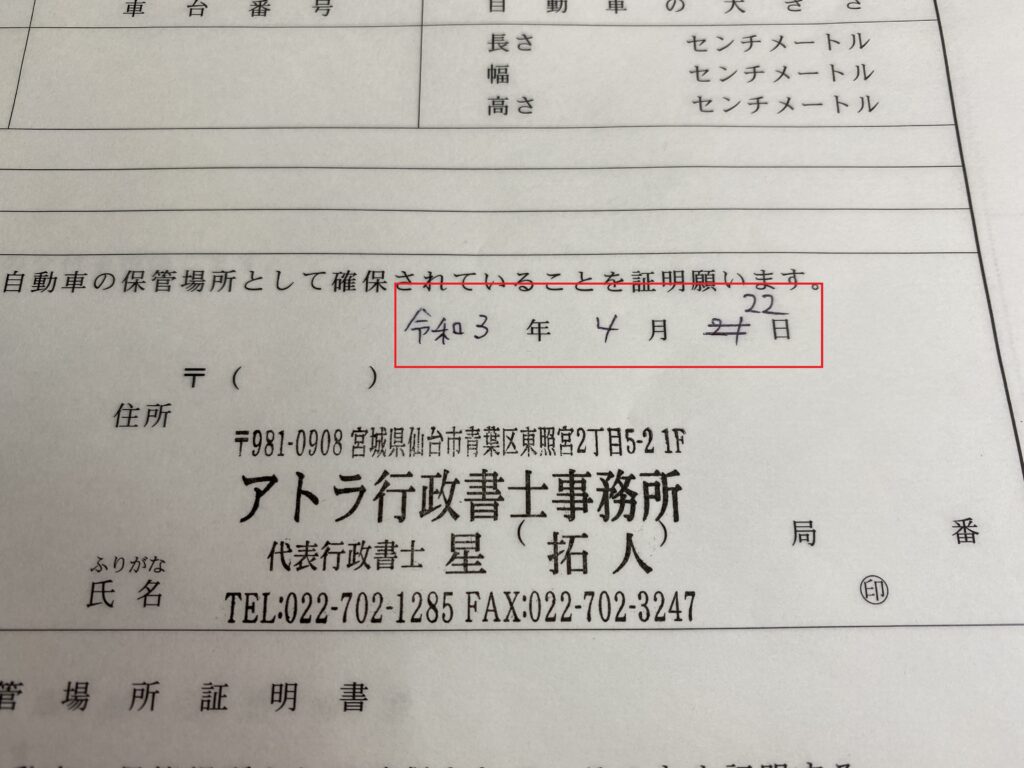 車台番号 自動車の大きさ
長さ センチメートル
幅 センチメートル
高さ センチメートル
自動車の保管場所として確保されていることを証明願います。
22
令和3 年 4 月 21 日
〒( )
住所
〒981-0908 宮城県仙台市青葉区東照宮2丁目5-2 1F
アトラ行政書士事務所
( ) 局 番
代表行政書士 星 拓人
ふりがな
氏名 ㊞
TEL:022-702-1285 FAX:022-702-3247
管場所証明書